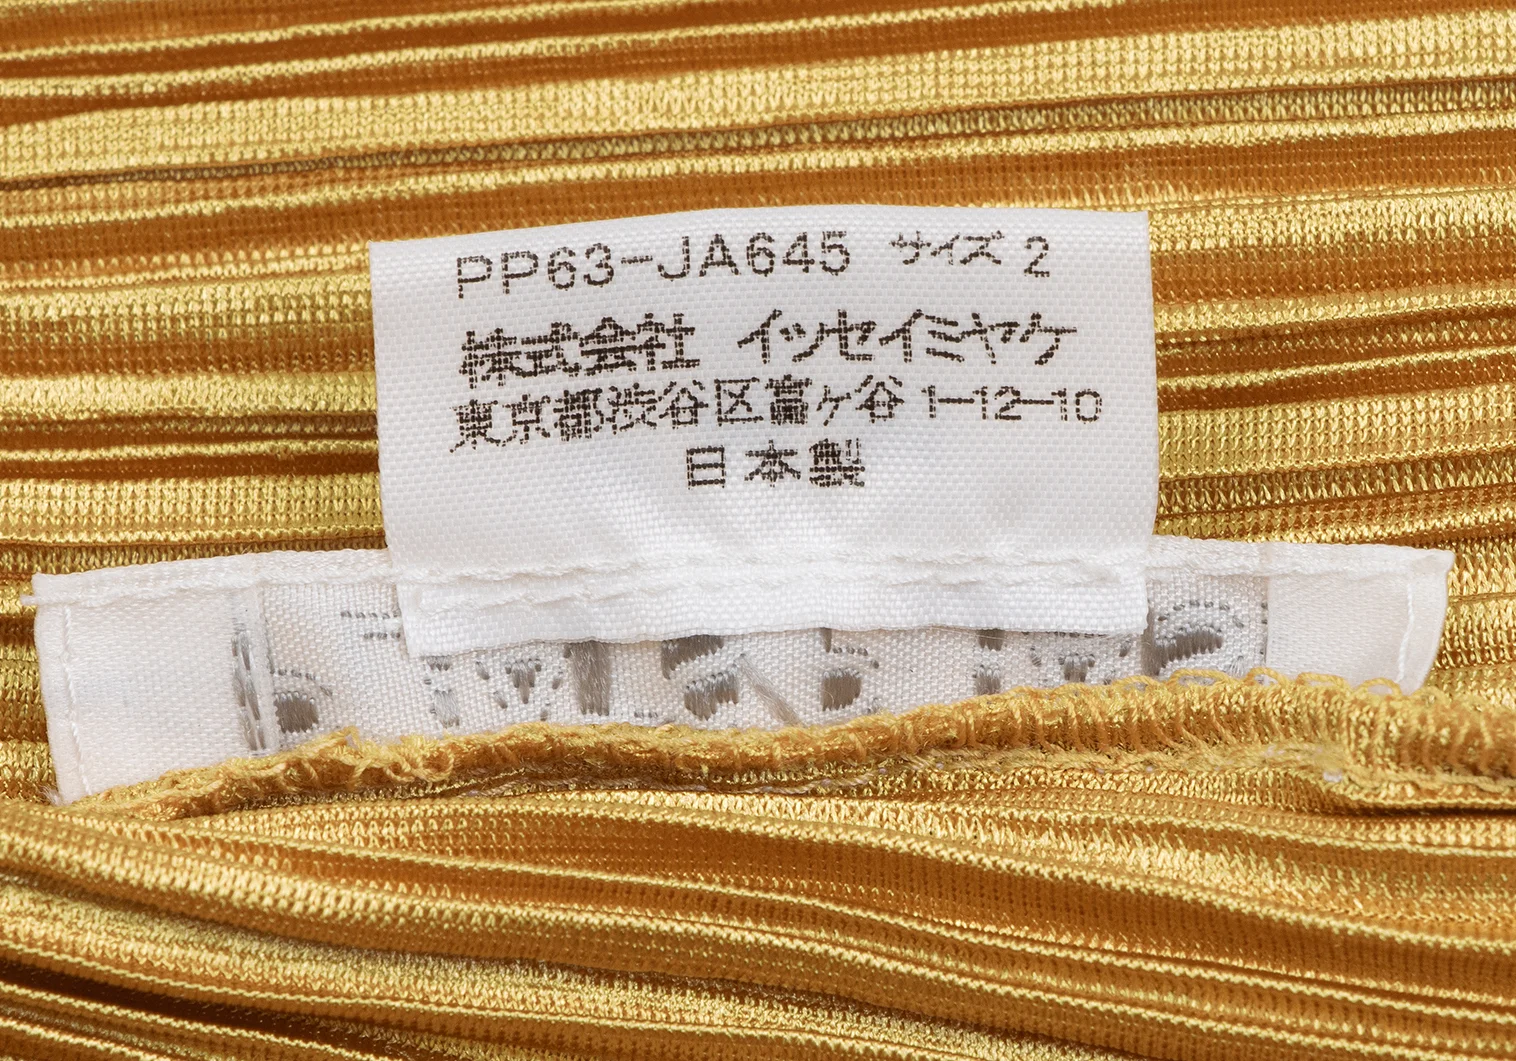 PP63-JA645 サイズ 2
株式会社 イッセイミヤケ
東京都渋谷区富ヶ谷1-12-10
日本製